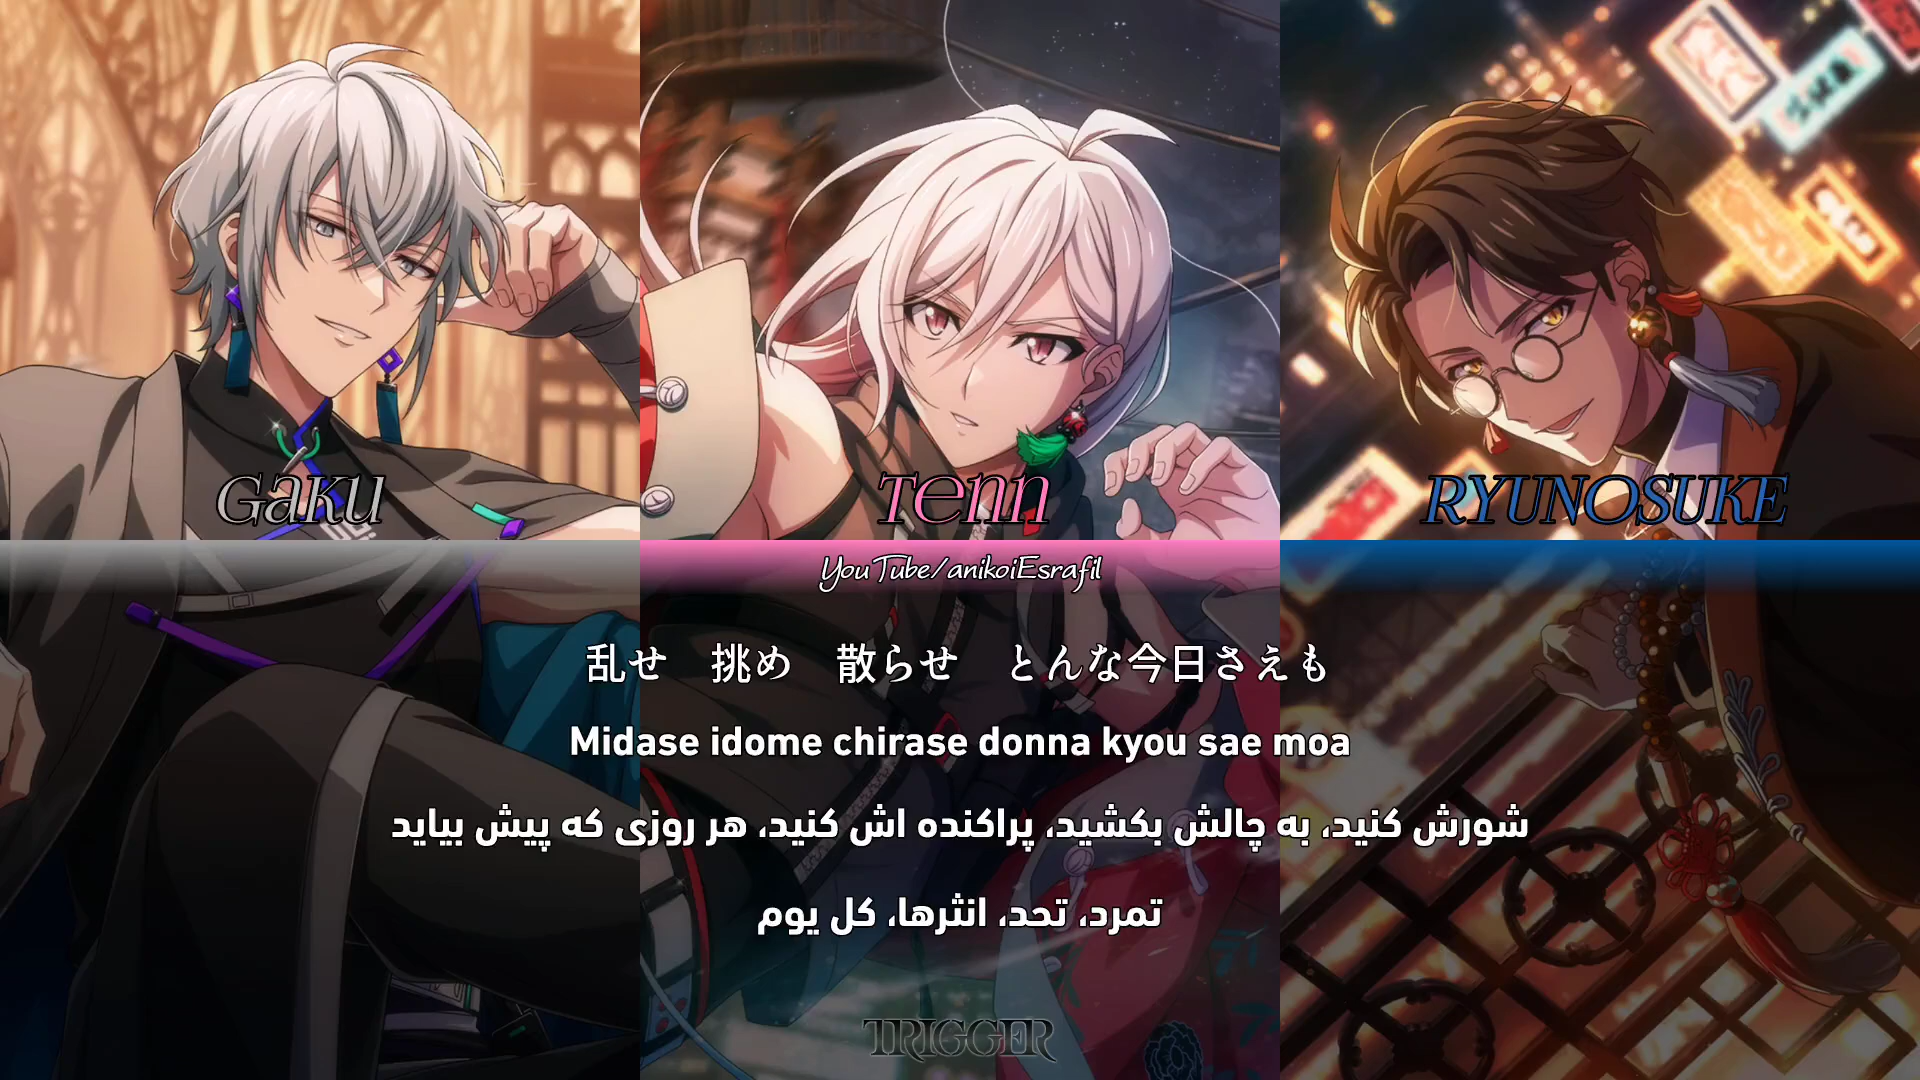 Gaku
Tenn
RYUNOSUKE
YouTube/anikoiEsrafil
乱せ　挑め　散らせ　とんな今日さえも
Midase idome chirase donna kyou sae moa
شورش کنید، به چالش بکشید، پراکنده اش کنید، هر روزی که پیش بیاید
تمرد، تحد، انثرها، كل يوم
TRIGGER